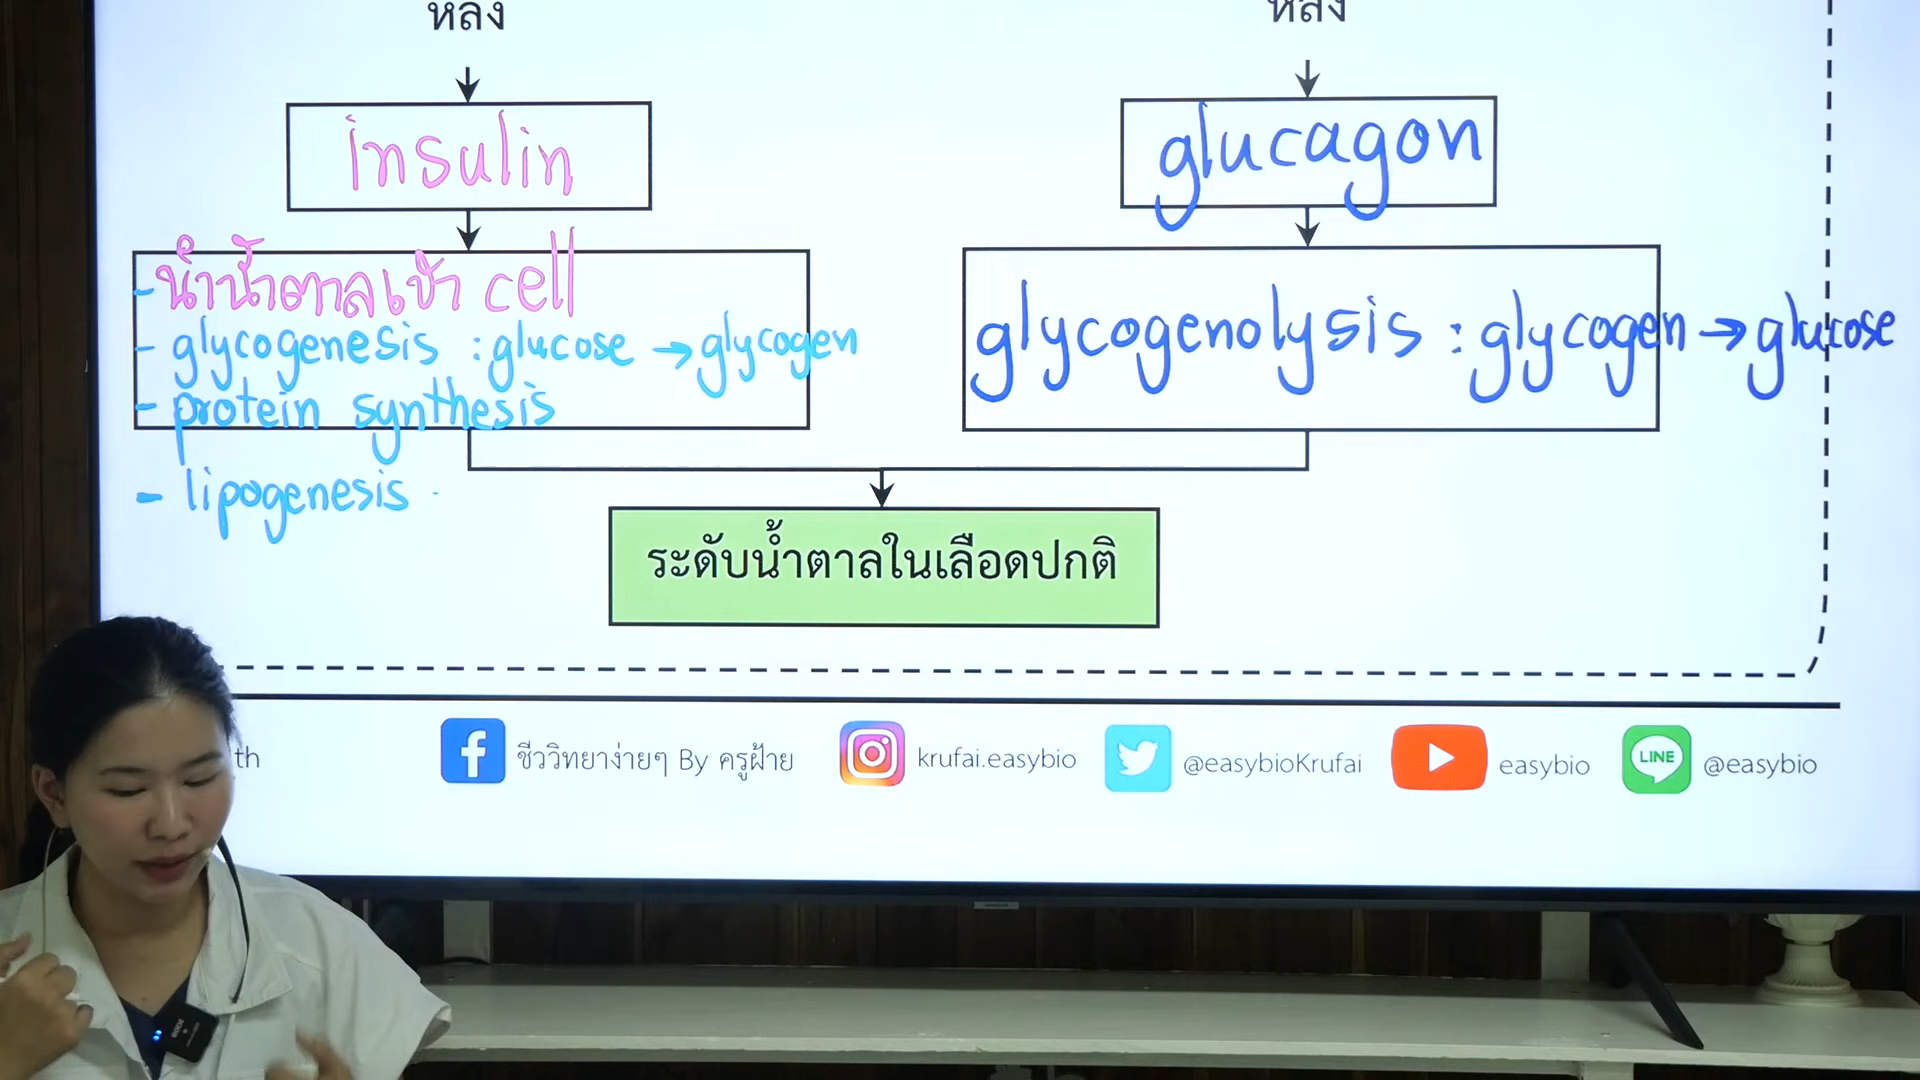 หลั่ง
หลั่ง
insulin
glucagon
- นำน้ำตาลเข้า cell
- glycogenesis : glucose → glycogen
- protein synthesis
- lipogenesis
glycogenolysis : glycogen → glucose
ระดับน้ำตาลในเลือดปกติ
th
ชีววิทยาง่ายๆ By ครูฝ้าย
krufai.easybio
@easybioKrufai
easybio
LINE
@easybio